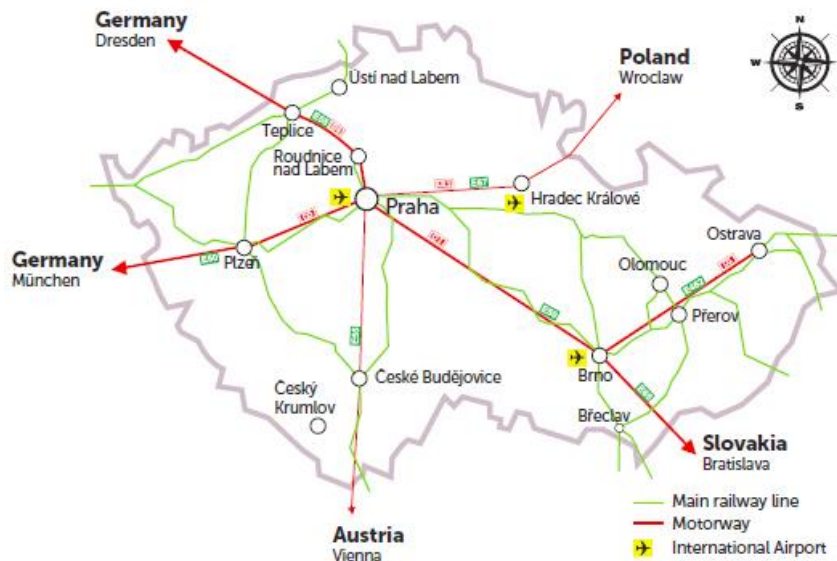 Germany
Dresden
Ústí nad Labem
Poland
Wroclaw
N
W
E
S
Teplice
Roudnice
nad Labem
E67
Praha
Hradec Králové
Germany
München
Plzeň
Olomouc
Ostrava
Přerov
Brno
České Budějovice
Český
Krumlov
Břeclav
Slovakia
Bratislava
Austria
Vienna
Main railway line
Motorway
International Airport